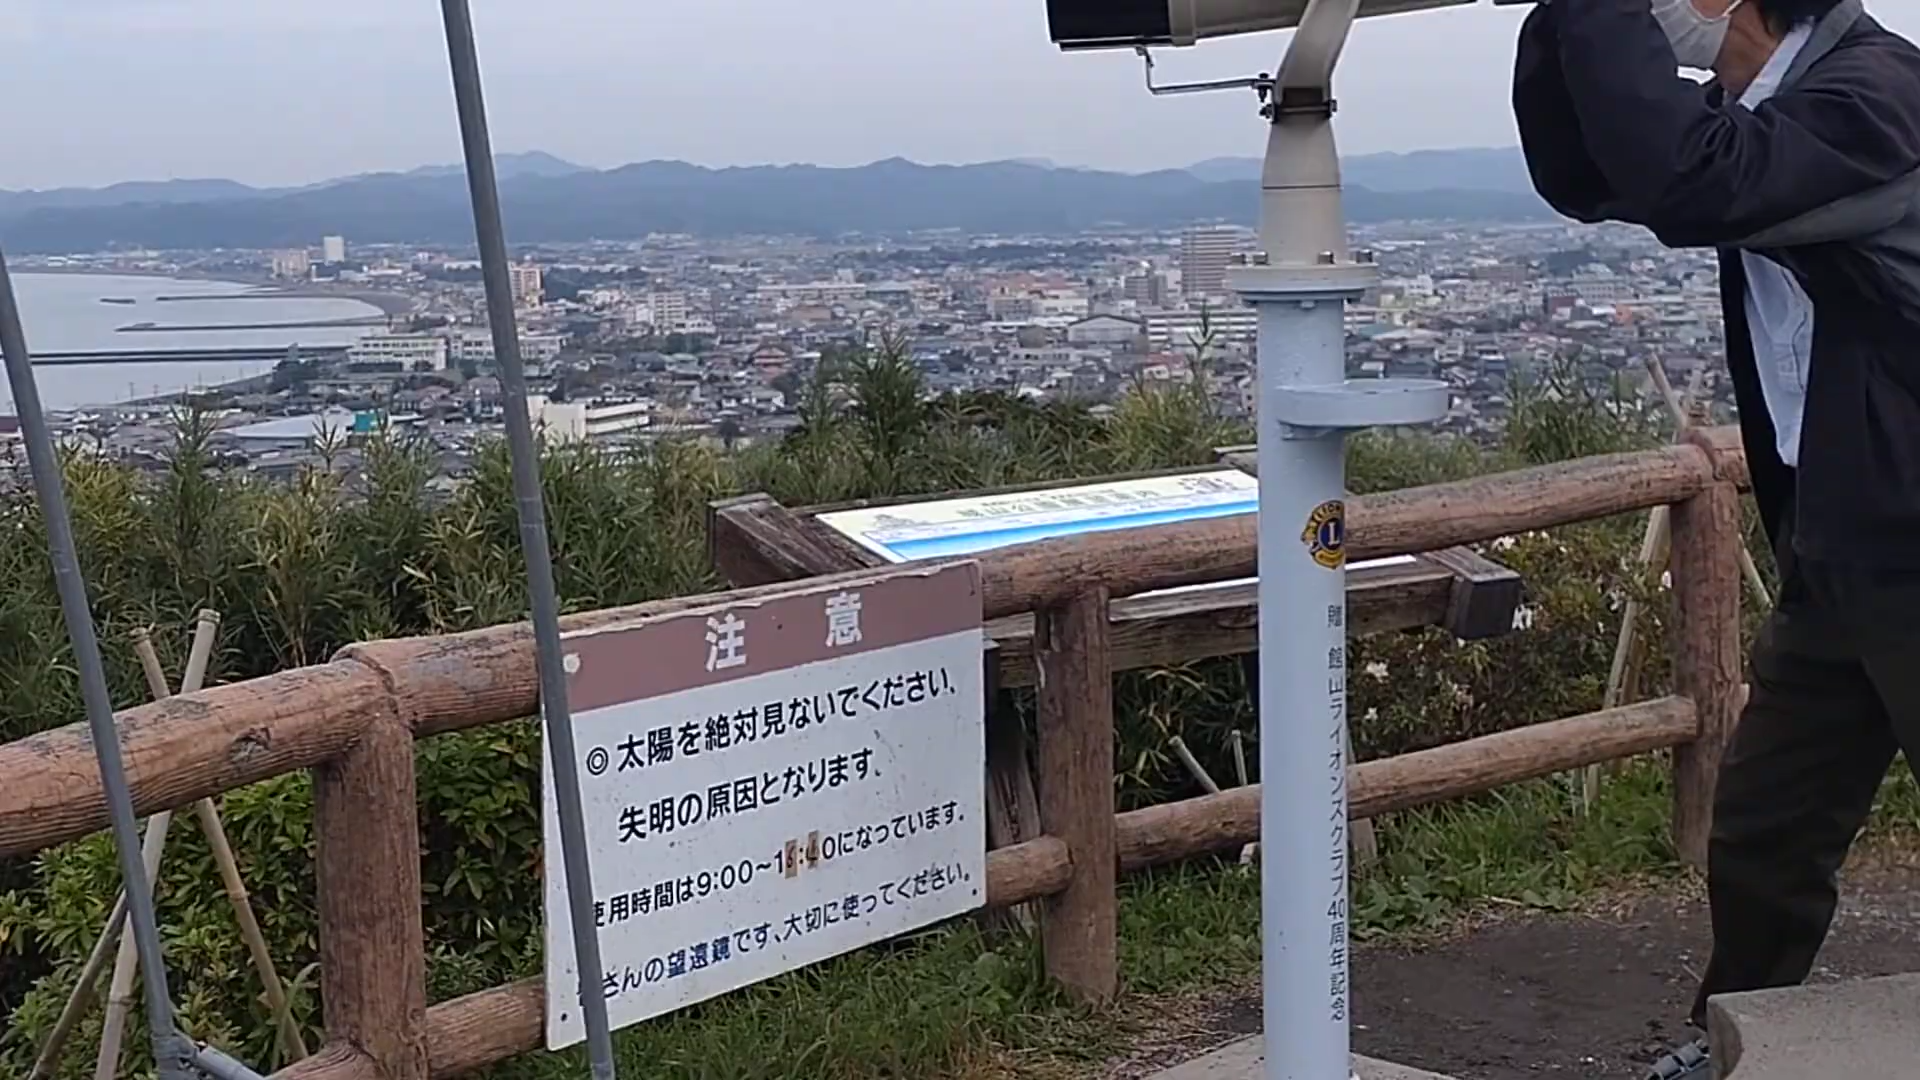 注意
◎太陽を絶対見ないでください、
失明の原因となります。
使用時間は9:00～16:40になっています。
皆さんの望遠鏡です、大切に使ってください。
L
贈 館山ライオンズクラブ40周年記念